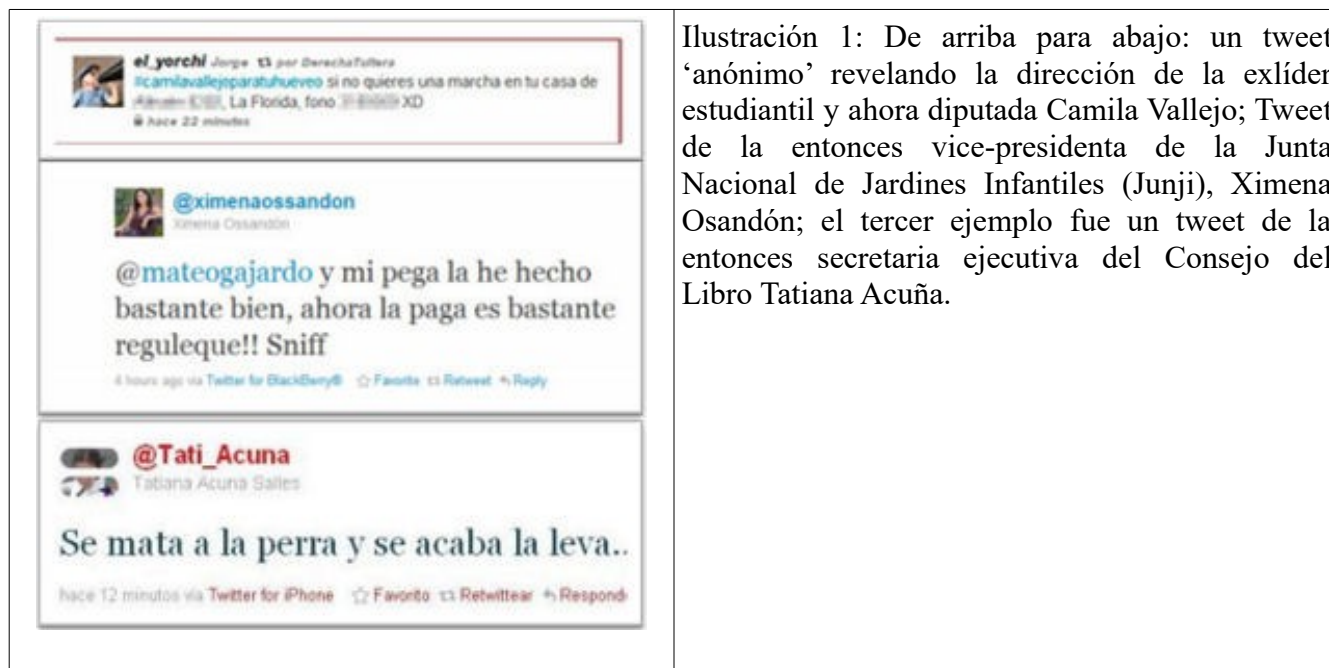 el_yorchi Jorge por DerechaTuitera
#camilavallejoparatuhueveo si no quieres una marcha en tu casa de
, La Florida, fono XD
hace 22 minutos
@ximenaossandon
Ximena Ossandón
@mateogajardo y mi pega la he hecho
bastante bien, ahora la paga es bastante
reguleque!! Sniff
4 hours ago via Twitter for BlackBerry® Favorite Retweet Reply
@Tati_Acuna
Tatiana Acuna Salles
Se mata a la perra y se acaba la leva..
hace 12 minutos via Twitter for iPhone Favorito Retwittear Respond
Ilustración 1: De arriba para abajo: un tweet
‘anónimo’ revelando la dirección de la exlíder
estudiantil y ahora diputada Camila Vallejo; Tweet
de la entonces vice-presidenta de la Junta
Nacional de Jardines Infantiles (Junji), Ximena
Osandón; el tercer ejemplo fue un tweet de la
entonces secretaria ejecutiva del Consejo del
Libro Tatiana Acuña.